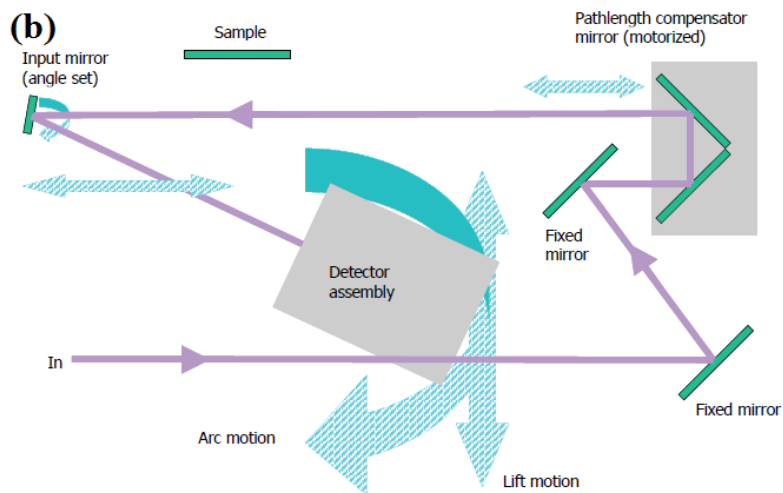 (b)
Sample
Pathlength compensator
mirror (motorized)
Input mirror
(angle set)
Fixed
mirror
Detector
assembly
In
Fixed mirror
Arc motion
Lift motion